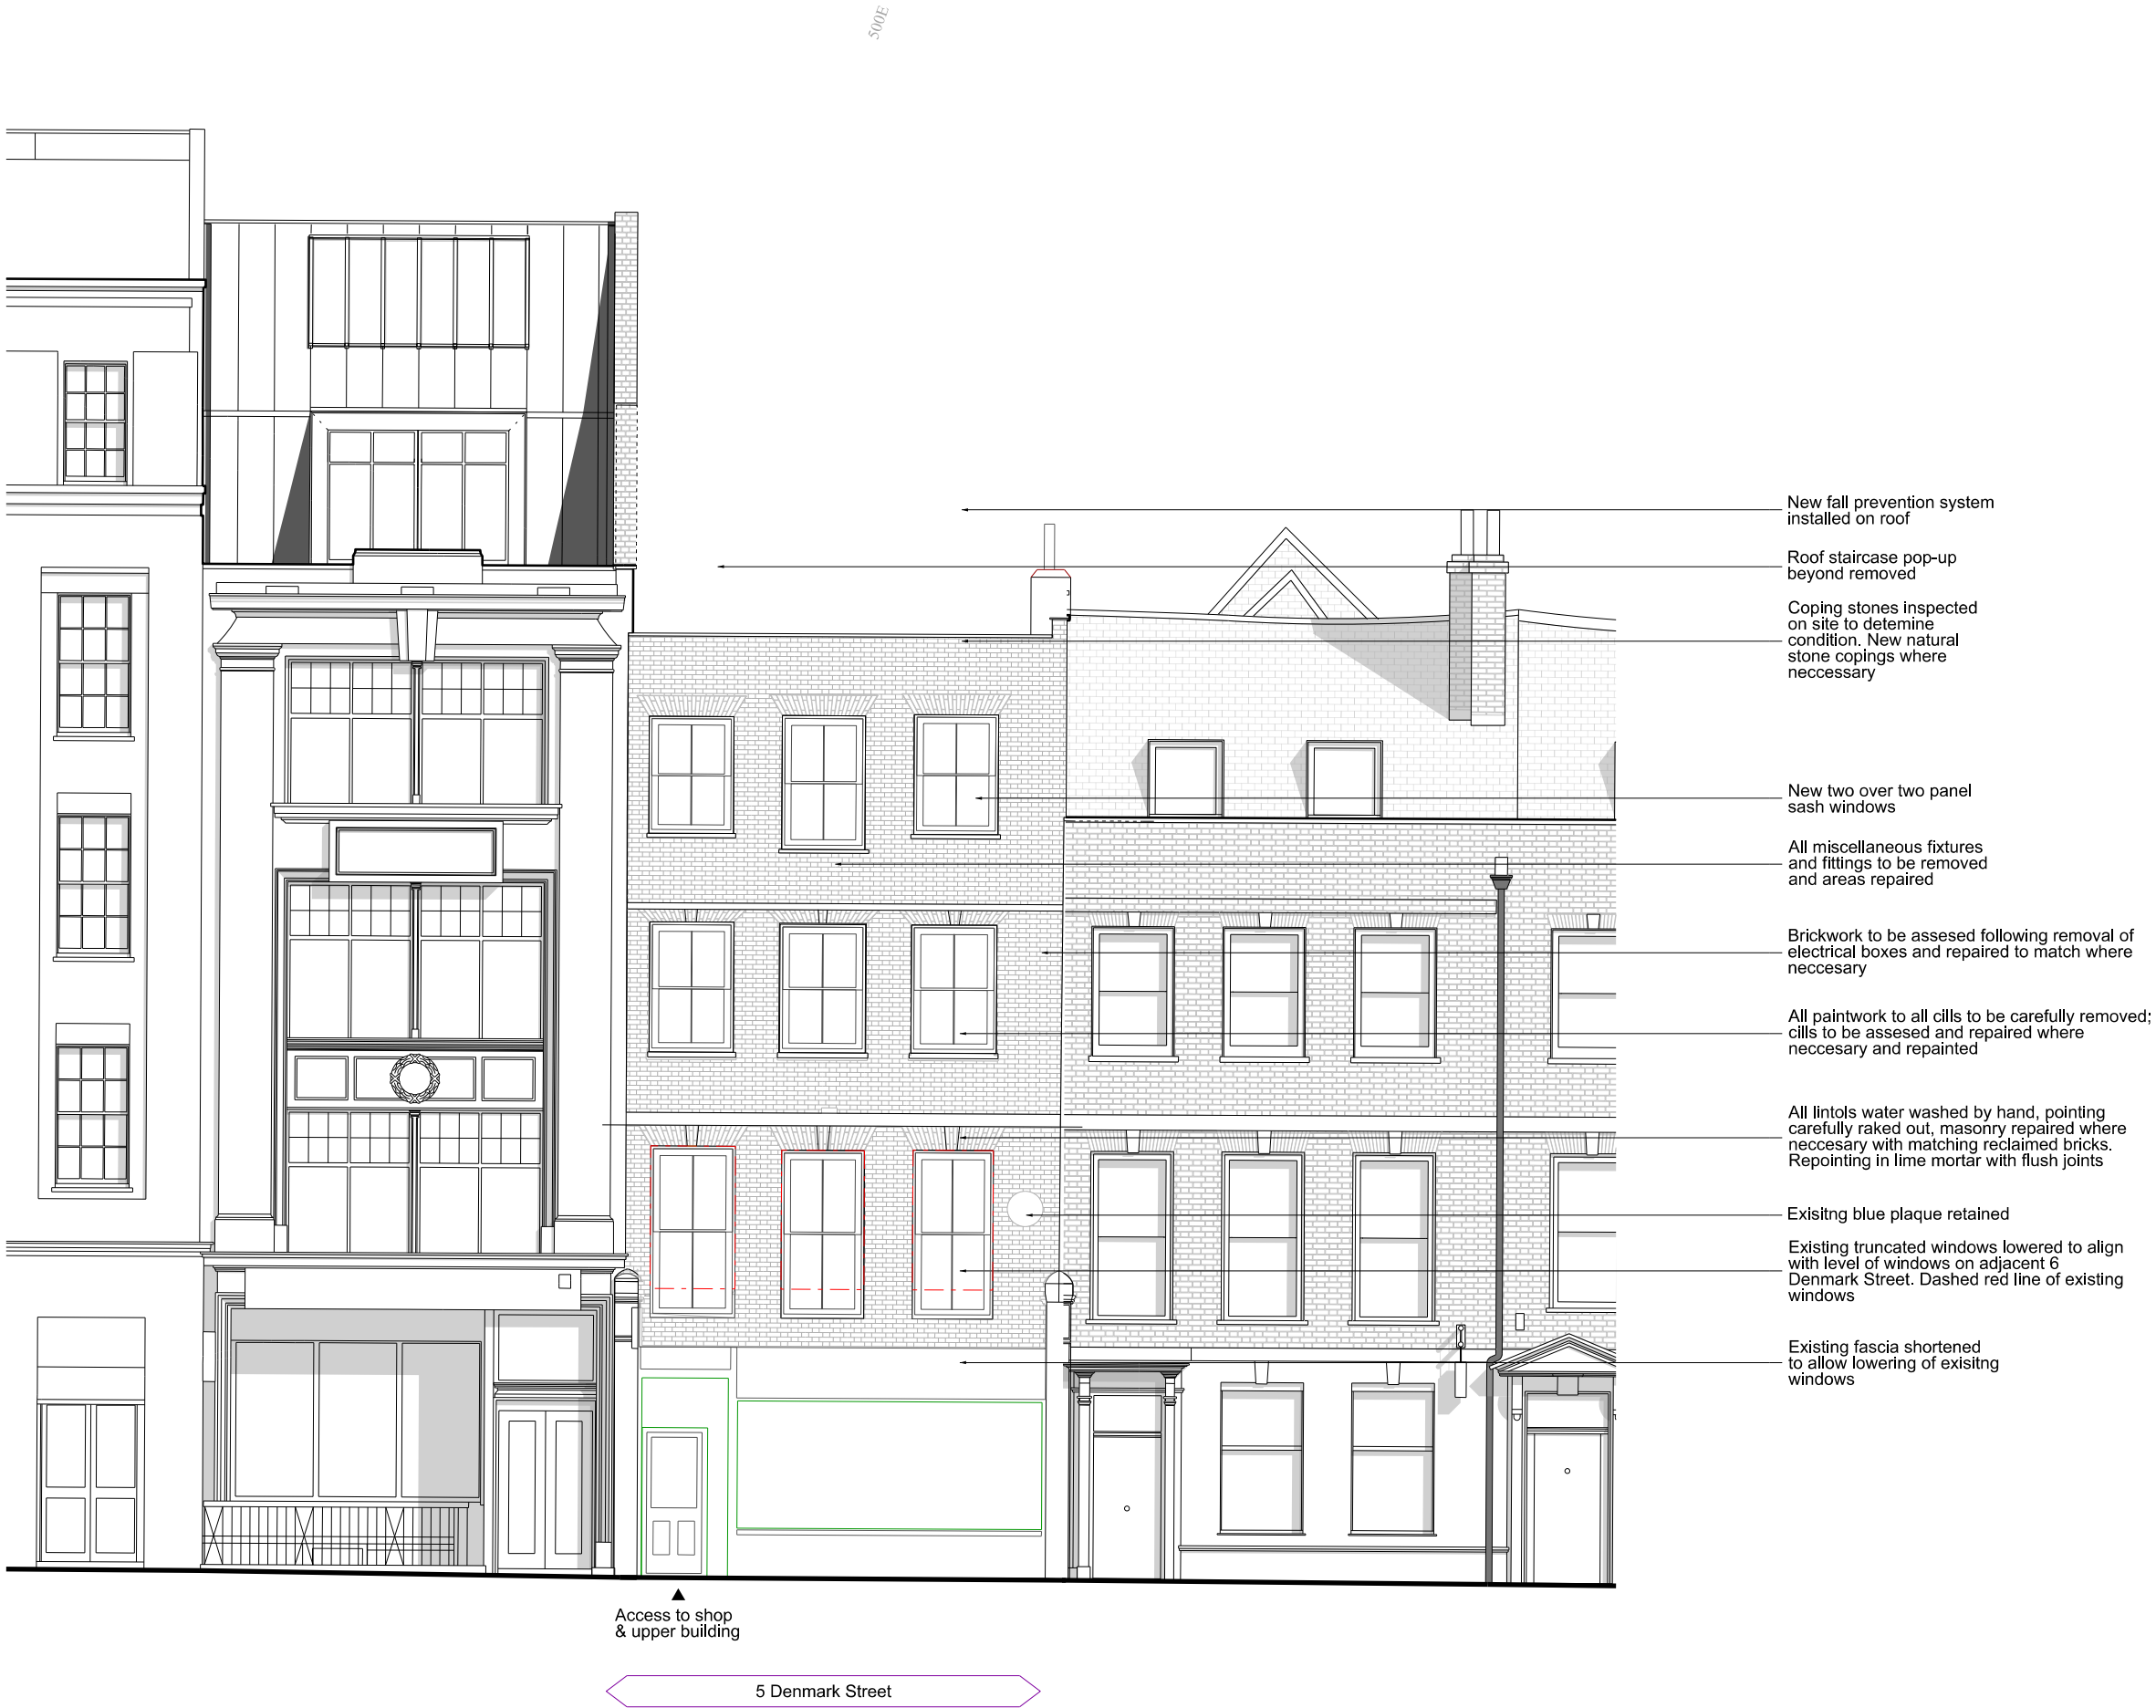 500E
New fall prevention system
installed on roof
Roof staircase pop-up
beyond removed
Coping stones inspected
on site to detemine
condition. New natural
stone copings where
neccessary
New two over two panel
sash windows
All miscellaneous fixtures
and fittings to be removed
and areas repaired
Brickwork to be assesed following removal of
electrical boxes and repaired to match where
neccesary
All paintwork to all cills to be carefully removed;
cills to be assesed and repaired where
neccesary and repainted
All lintols water washed by hand, pointing
carefully raked out, masonry repaired where
neccesary with matching reclaimed bricks.
Repointing in lime mortar with flush joints
Exisitng blue plaque retained
Existing truncated windows lowered to align
with level of windows on adjacent 6
Denmark Street. Dashed red line of existing
windows
Existing fascia shortened
to allow lowering of exisitng
windows
Access to shop
& upper building
5 Denmark Street